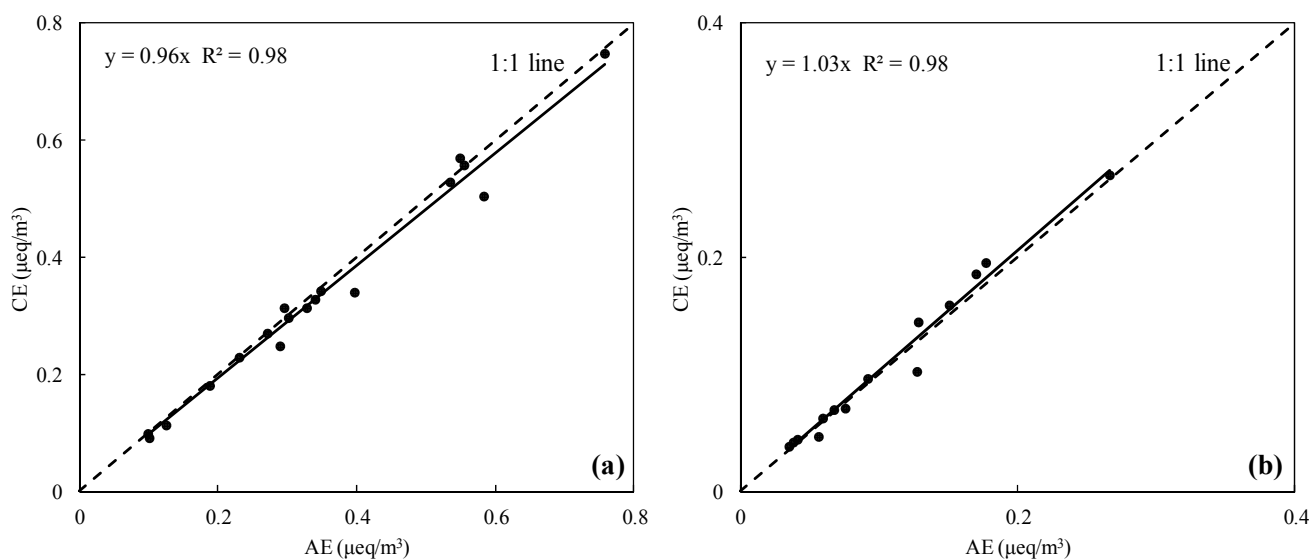 0.8
y = 0.96x R² = 0.98
1:1 line
0.6
CE (μeq/m³)
0.4
0.2
(a)
0
0 0.2 0.4 0.6 0.8
AE (μeq/m³)
0.4
y = 1.03x R² = 0.98
1:1 line
CE (μeq/m³)
0.2
(b)
0
0 0.2 0.4
AE (μeq/m³)